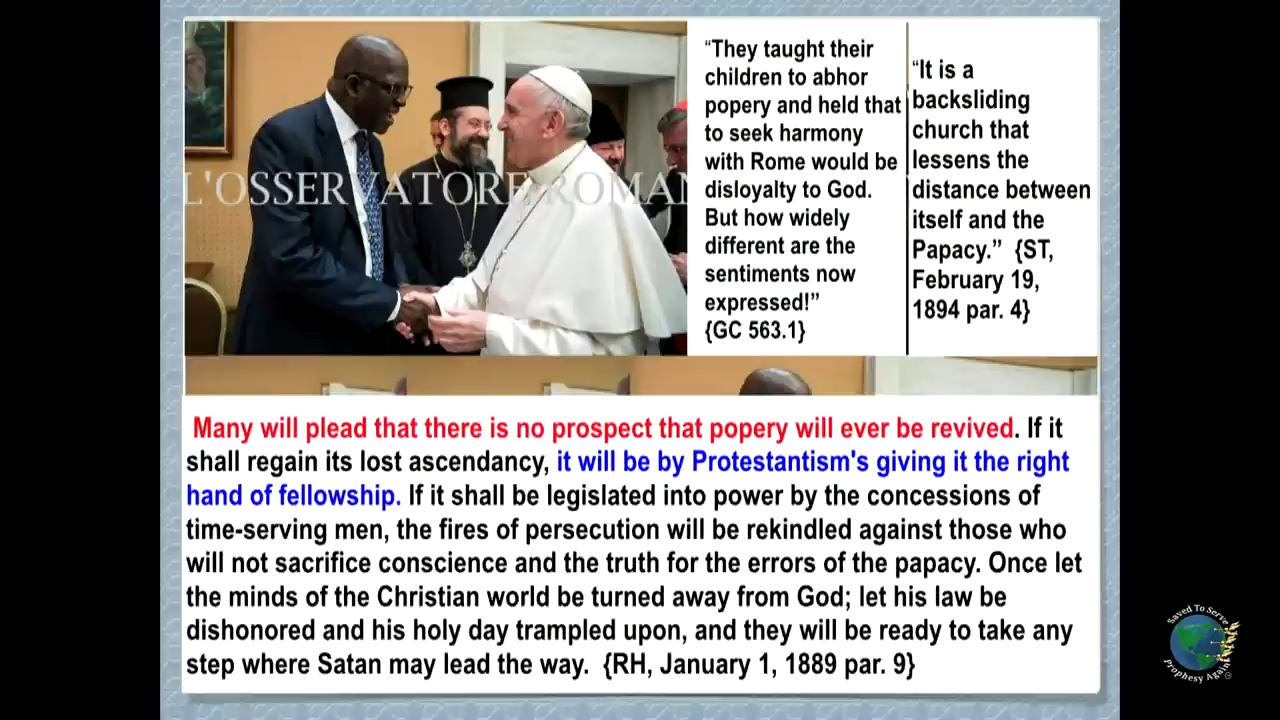 L'OSSERVATORE ROMAN
“They taught their
children to abhor
popery and held that
to seek harmony
with Rome would be
disloyalty to God.
But how widely
different are the
sentiments now
expressed!”
{GC 563.1}
“It is a
backsliding
church that
lessens the
distance between
itself and the
Papacy.” {ST,
February 19,
1894 par. 4}
Many will plead that there is no prospect that popery will ever be revived. If it
shall regain its lost ascendancy, it will be by Protestantism's giving it the right
hand of fellowship. If it shall be legislated into power by the concessions of
time-serving men, the fires of persecution will be rekindled against those who
will not sacrifice conscience and the truth for the errors of the papacy. Once let
the minds of the Christian world be turned away from God; let his law be
dishonored and his holy day trampled upon, and they will be ready to take any
step where Satan may lead the way. {RH, January 1, 1889 par. 9}
Saved To Serve
Prophesy Again